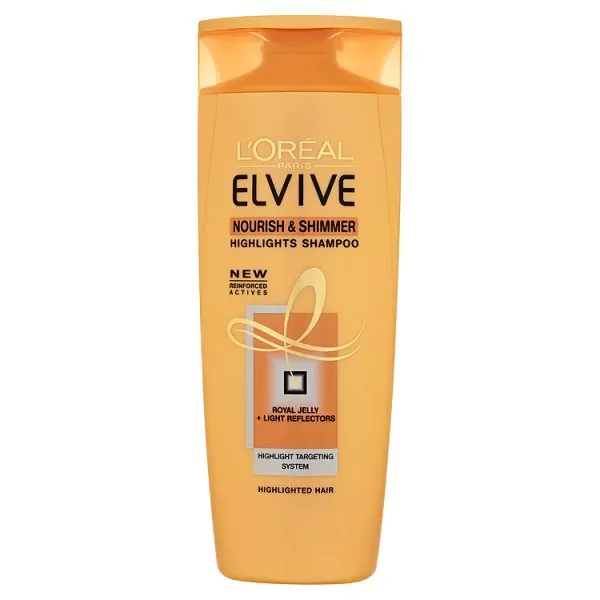 L'ORÉAL
PARIS
ELVIVE
NOURISH & SHIMMER
HIGHLIGHTS SHAMPOO
NEW
REINFORCED
ACTIVES
ROYAL JELLY
+ LIGHT REFLECTORS
HIGHLIGHT TARGETING
SYSTEM
HIGHLIGHTED HAIR